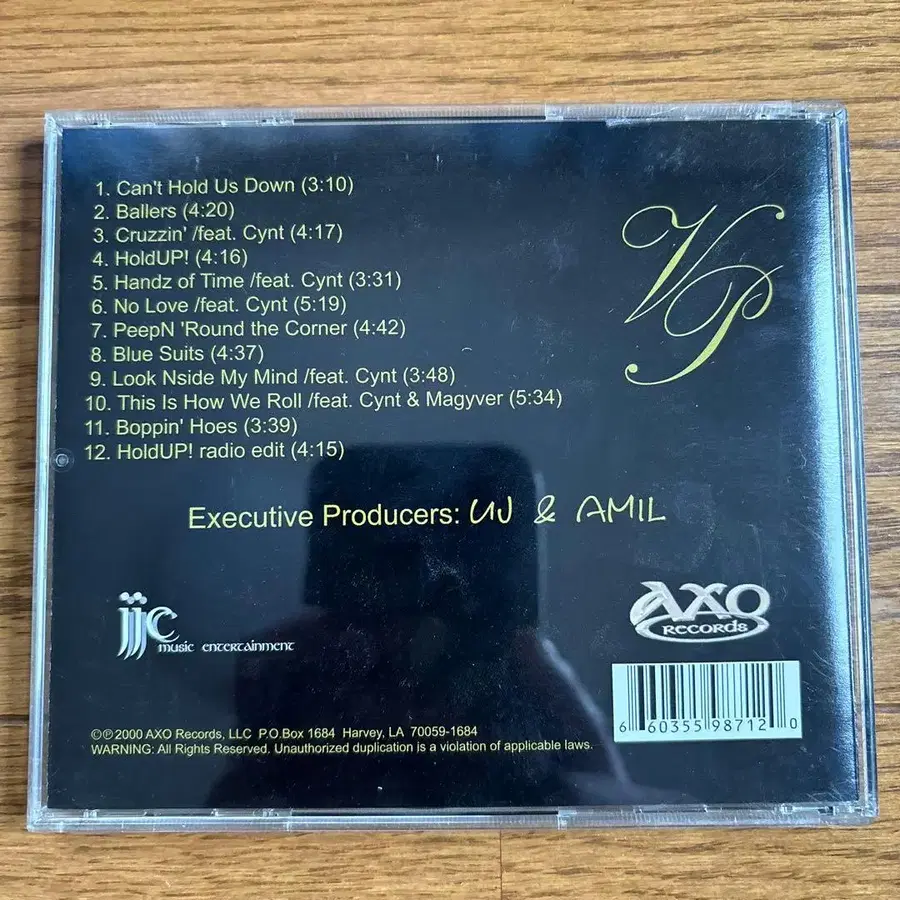 1. Can't Hold Us Down (3:10)
2. Ballers (4:20)
3. Cruzzin' /feat. Cynt (4:17)
4. HoldUP! (4:16)
5. Handz of Time /feat. Cynt (3:31)
6. No Love /feat. Cynt (5:19)
7. PeepN 'Round the Corner (4:42)
8. Blue Suits (4:37)
9. Look Nside My Mind /feat. Cynt (3:48)
10. This Is How We Roll /feat. Cynt & Magyver (5:34)
11. Boppin' Hoes (3:39)
12. HoldUP! radio edit (4:15)
VP
Executive Producers: UJ & AMIL
jjc music entertainment
AXO
RECORDS
©℗2000 AXO Records, LLC P.O.Box 1684 Harvey, LA 70059-1684
WARNING: All Rights Reserved. Unauthorized duplication is a violation of applicable laws.
6 60355 98712 0